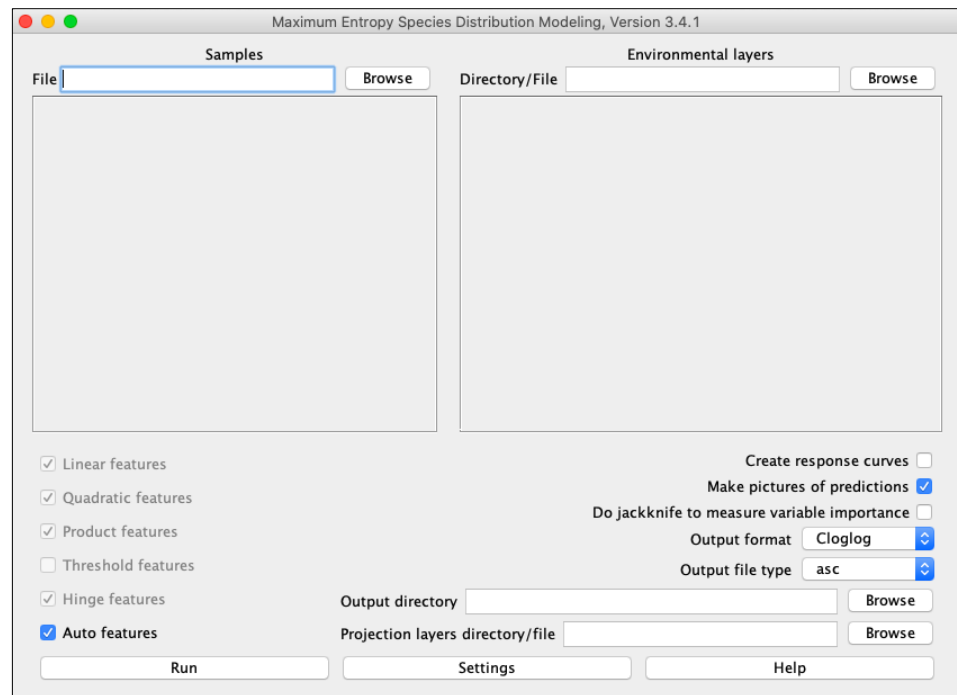 Maximum Entropy Species Distribution Modeling, Version 3.4.1
Samples
File
Browse
Environmental layers
Directory/File
Browse
Linear features
Quadratic features
Product features
Threshold features
Hinge features
Auto features
Create response curves
Make pictures of predictions
Do jackknife to measure variable importance
Output format Cloglog
Output file type asc
Output directory Browse
Projection layers directory/file Browse
Run Settings Help